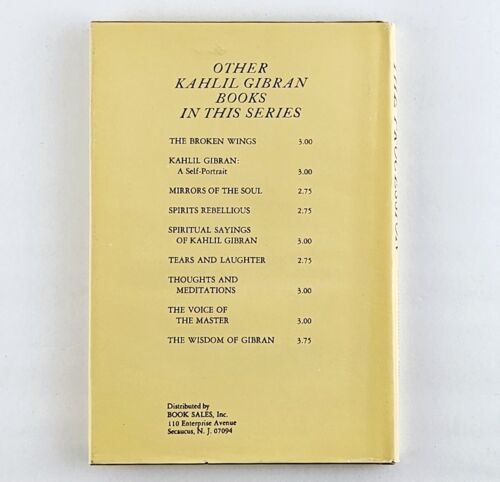 OTHER
KAHLIL GIBRAN
BOOKS
IN THIS SERIES
THE BROKEN WINGS 3.00
KAHLIL GIBRAN:
A Self-Portrait 3.00
MIRRORS OF THE SOUL 2.75
SPIRITS REBELLIOUS 2.75
SPIRITUAL SAYINGS
OF KAHLIL GIBRAN 3.00
TEARS AND LAUGHTER 2.75
THOUGHTS AND
MEDITATIONS 3.00
THE VOICE OF
THE MASTER 3.00
THE WISDOM OF GIBRAN 3.75
Distributed by
BOOK SALES, Inc.
110 Enterprise Avenue
Secaucus, N. J. 07094